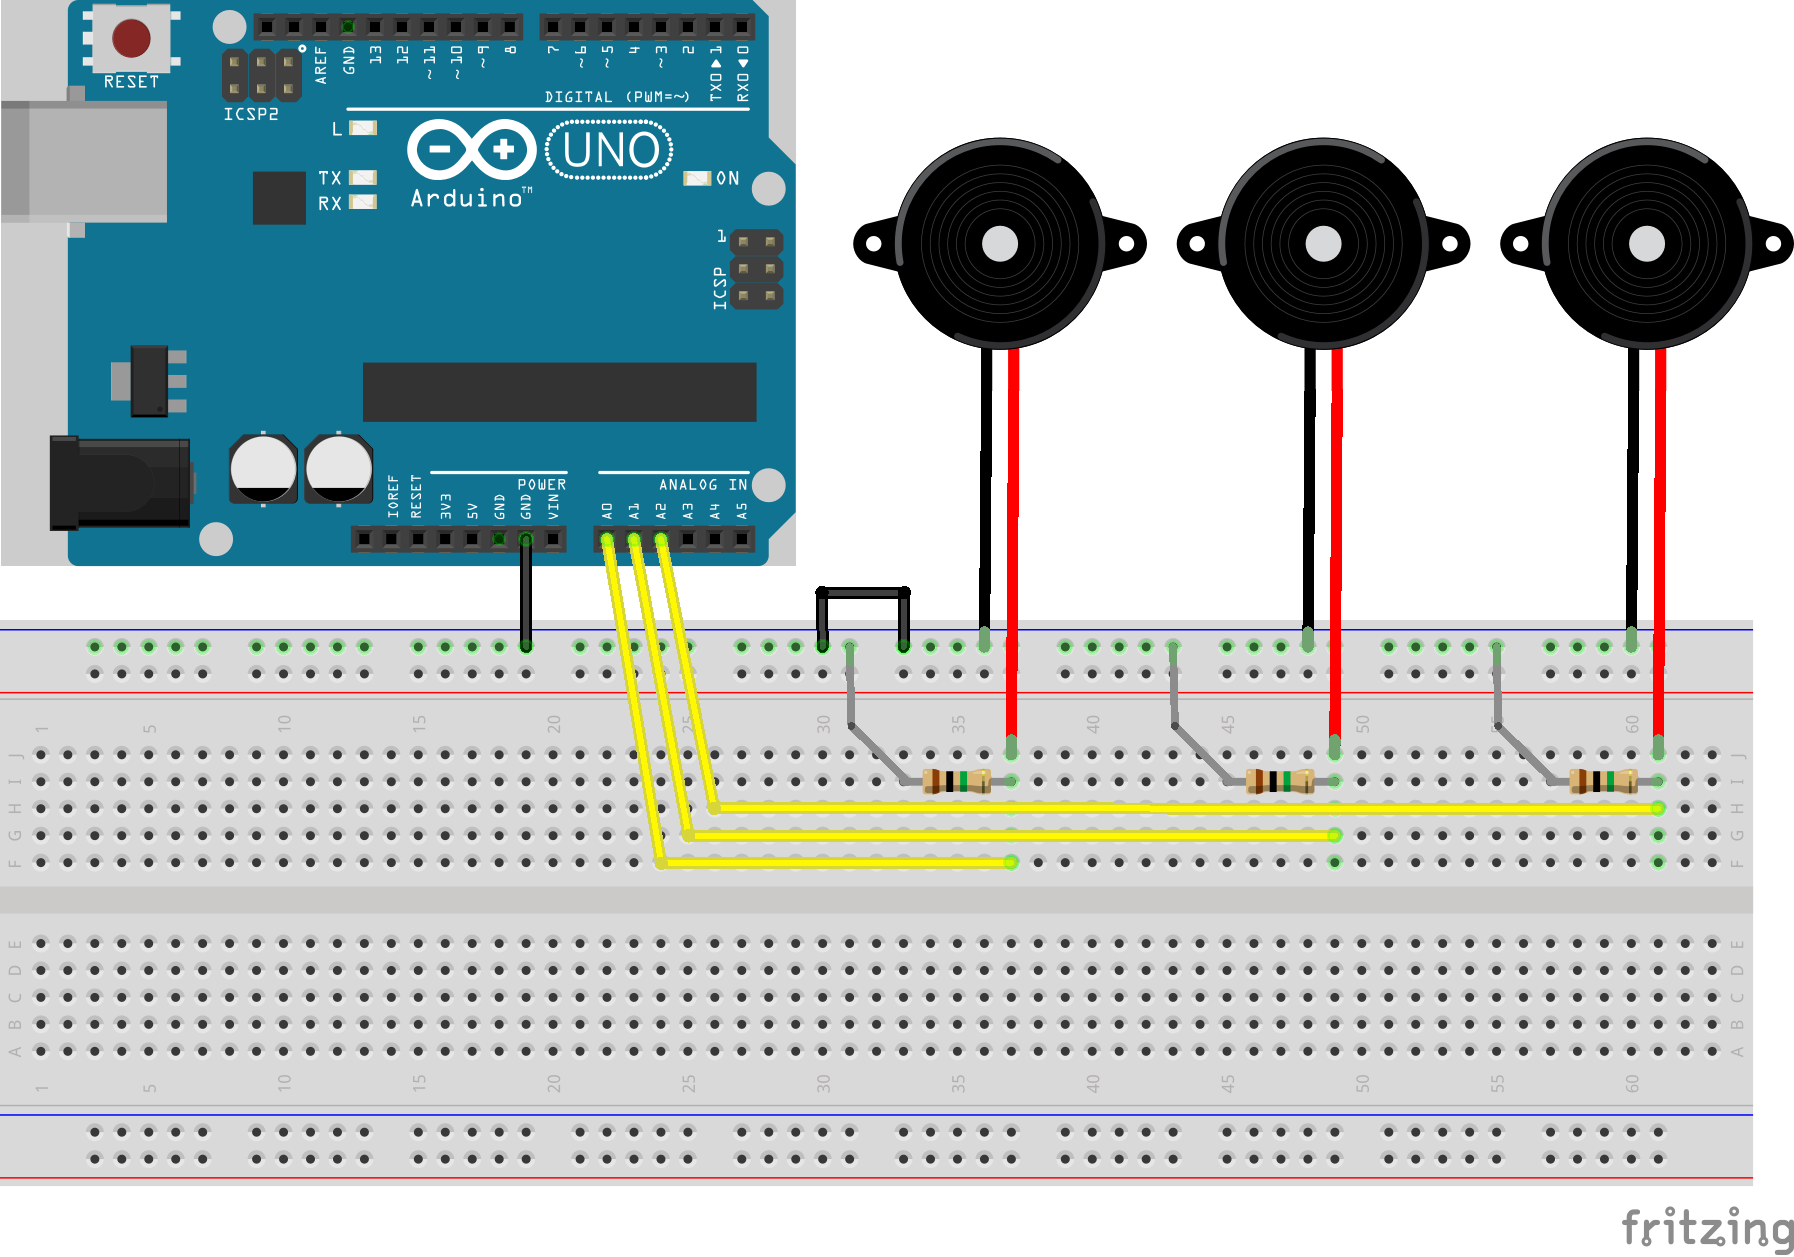 RESET
ICSP2
AREF
GND
13
12
~11
~10
~9
8
7
~6
~5
4
~3
2
TX0▶1
RX0◀0
DIGITAL (PWM=~)
L
TX
RX
Arduino™
UNO
ON
1
ICSP
POWER
ANALOG IN
IOREF
RESET
3V3
5V
GND
GND
VIN
A0
A1
A2
A3
A4
A5
1 5 10 15 20 25 30 35 40 45 50 55 60
J J
I I
H H
G G
F F
E E
D D
C C
B B
A A
1 5 10 15 20 25 30 35 40 45 50 55 60
fritzing